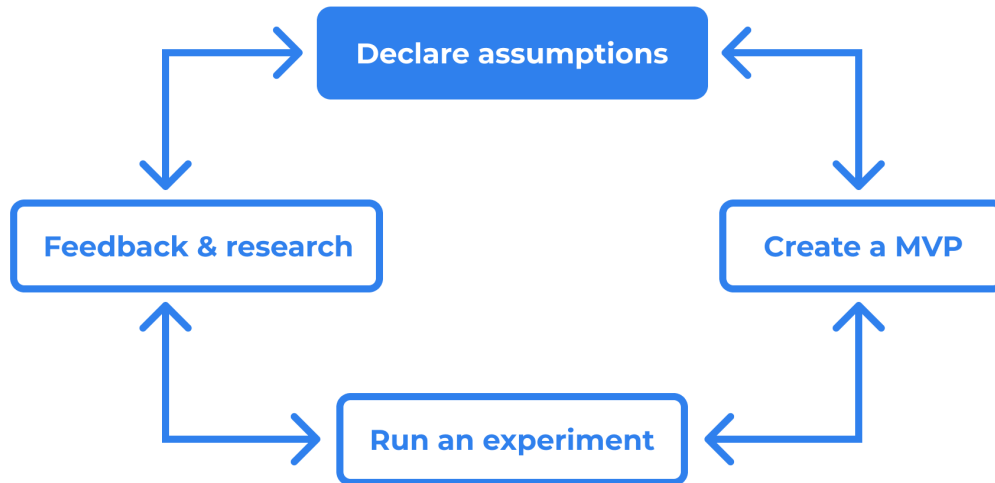 Declare assumptions
Feedback & research
Create a MVP
Run an experiment